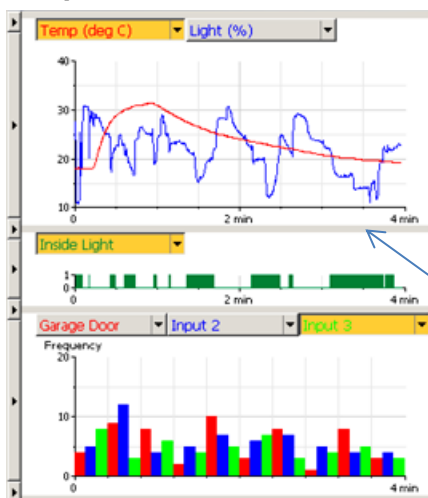 Temp (deg C) Light (%)
40
30
20
10
0 2 min 4 min
Inside Light
1
0
0 2 min 4 min
Garage Door Input 2 Input 3
Frequency
20
10
0
0 4 min